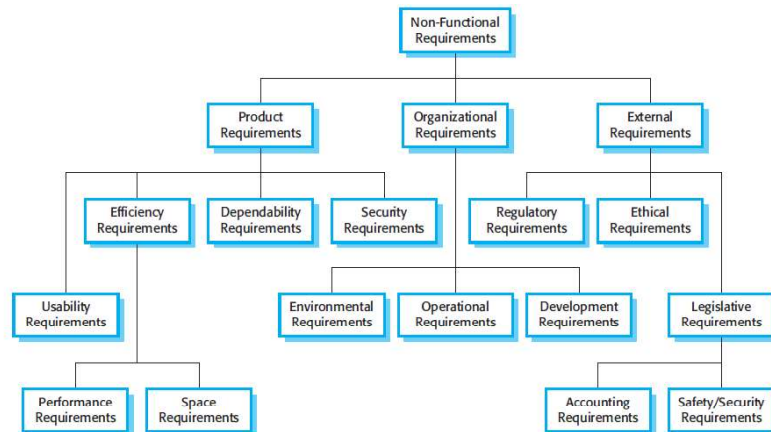 Non-Functional
Requirements
Product
Requirements
Organizational
Requirements
External
Requirements
Efficiency
Requirements
Dependability
Requirements
Security
Requirements
Regulatory
Requirements
Ethical
Requirements
Usability
Requirements
Environmental
Requirements
Operational
Requirements
Development
Requirements
Legislative
Requirements
Performance
Requirements
Space
Requirements
Accounting
Requirements
Safety/Security
Requirements